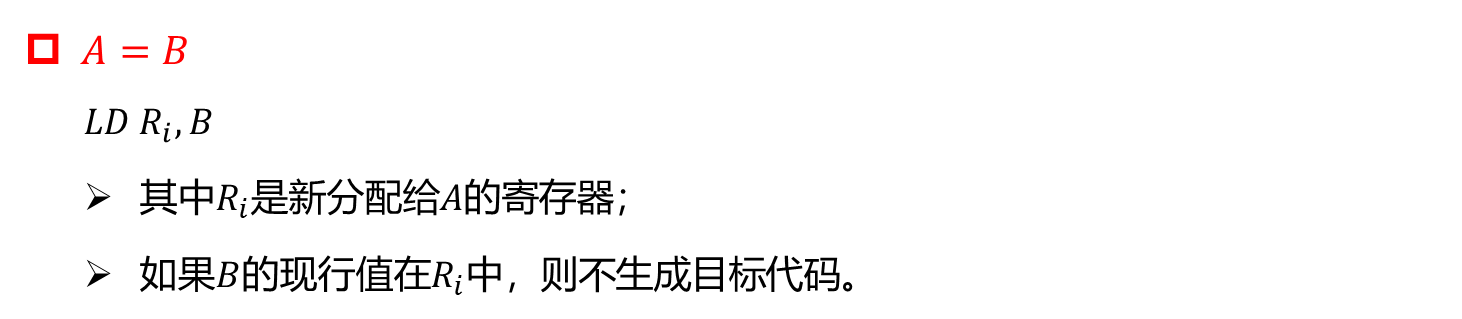 A = B
LD Rᵢ, B
其中Rᵢ是新分配给A的寄存器；
如果B的现行值在Rᵢ中，则不生成目标代码。